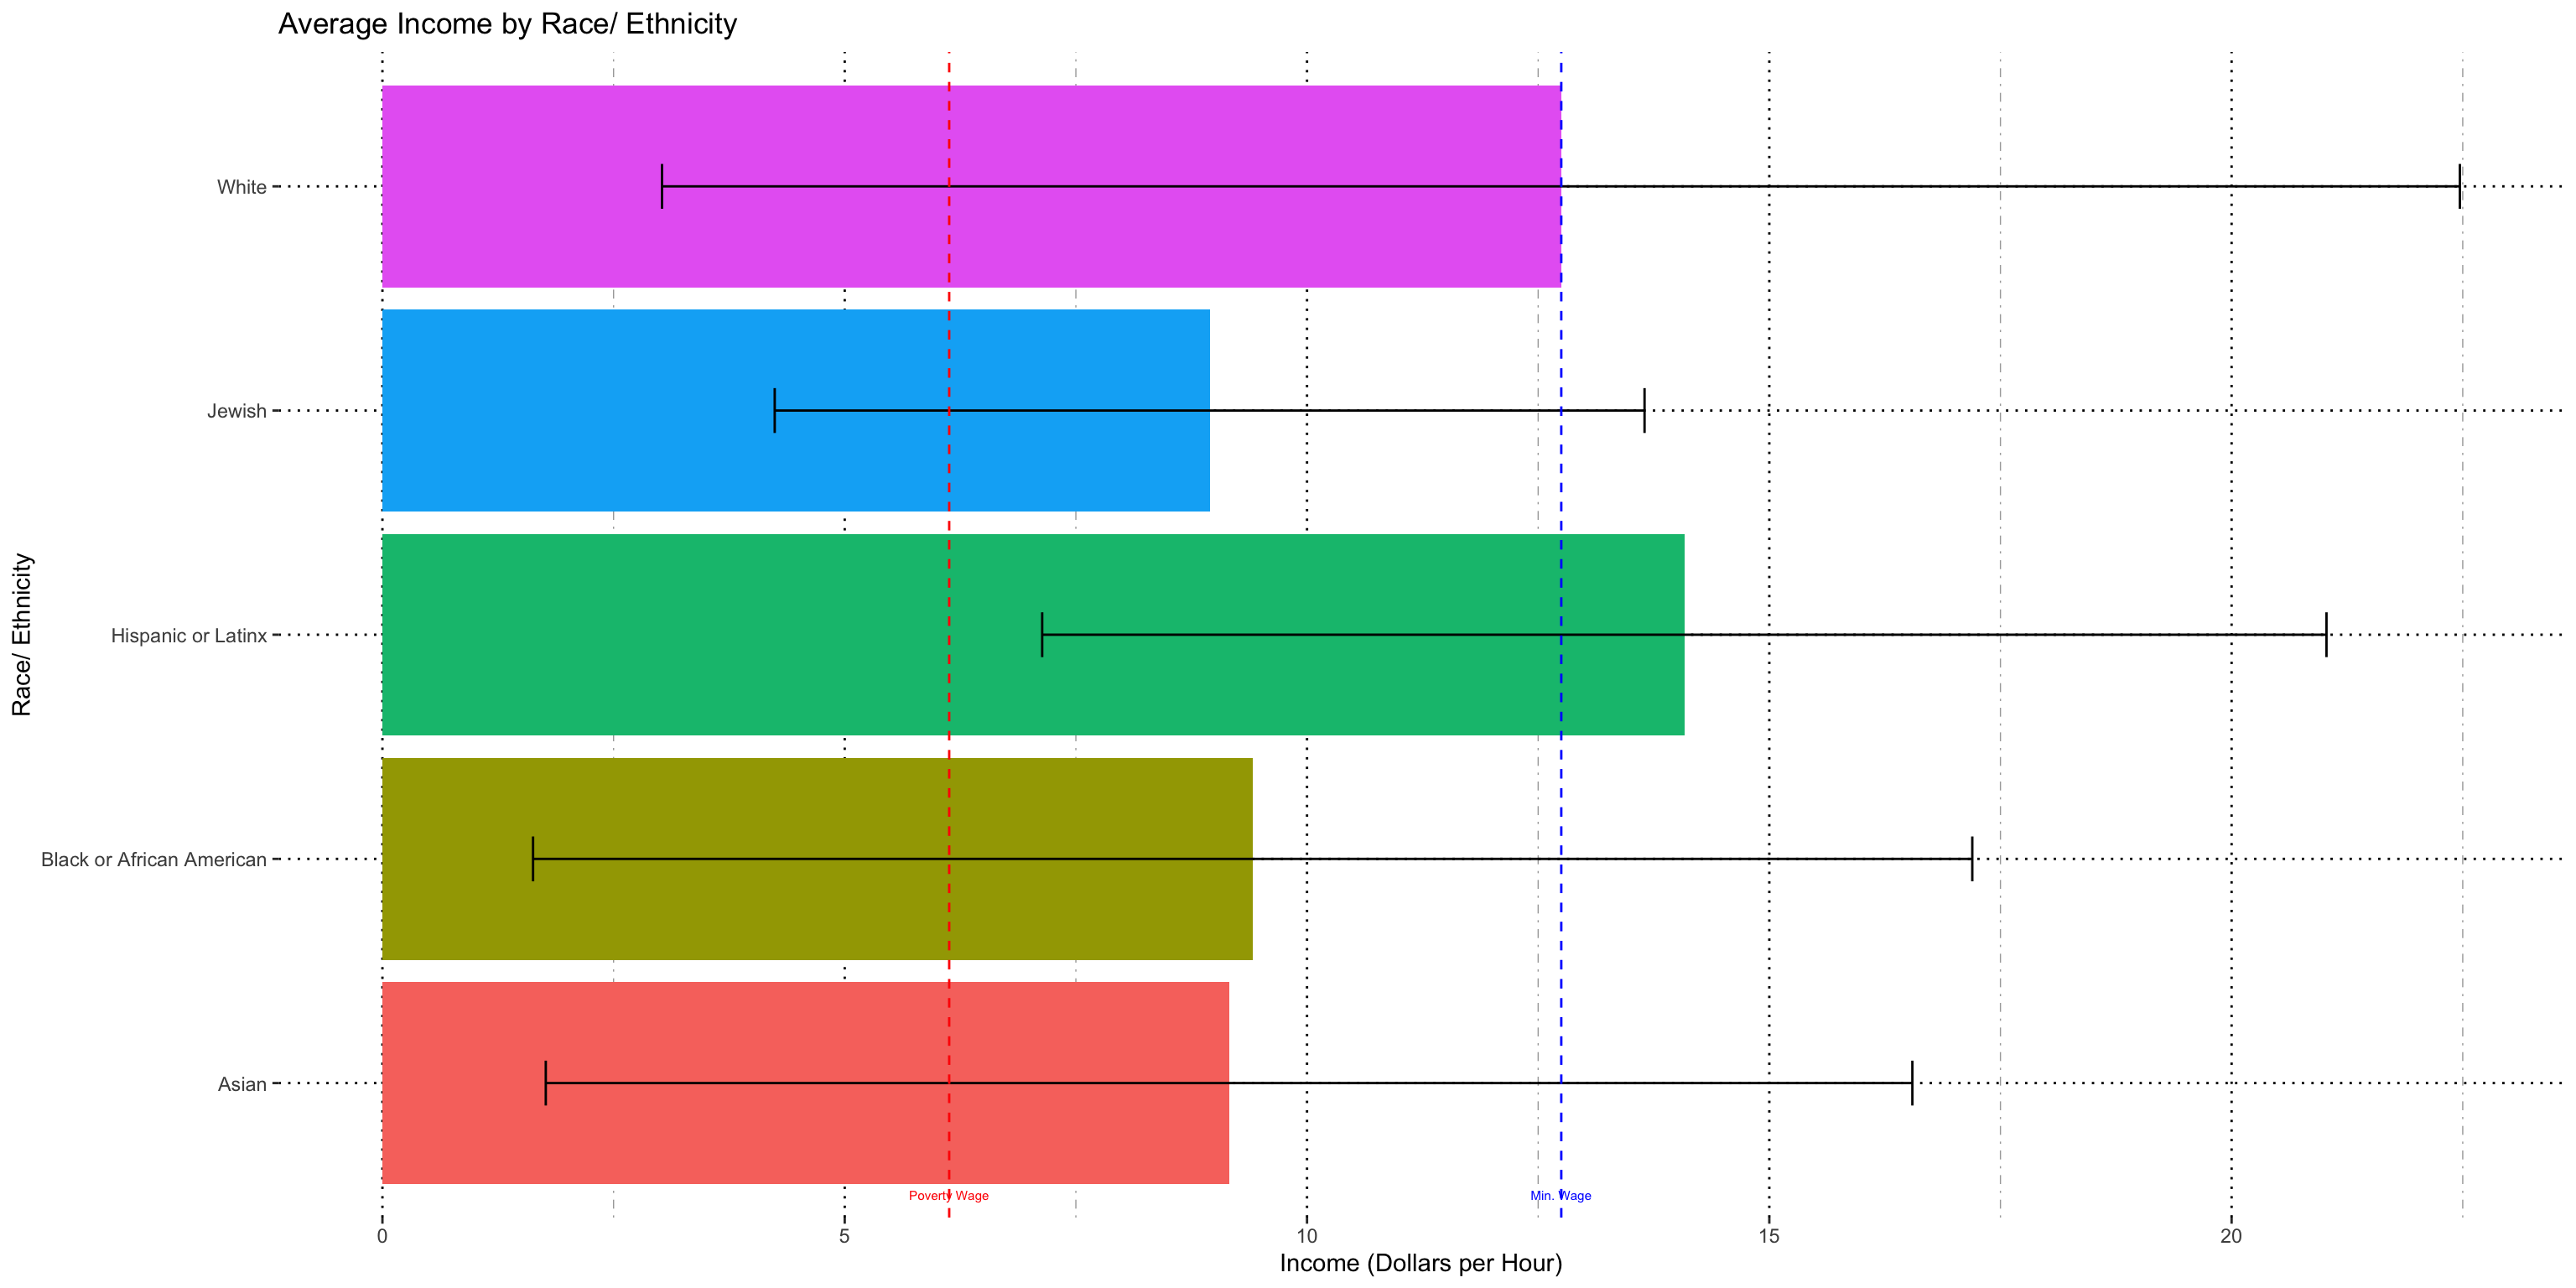 Average Income by Race/ Ethnicity
Race/ Ethnicity
White
Jewish
Hispanic or Latinx
Black or African American
Asian
Poverty Wage
Min. Wage
0 5 10 15 20
Income (Dollars per Hour)